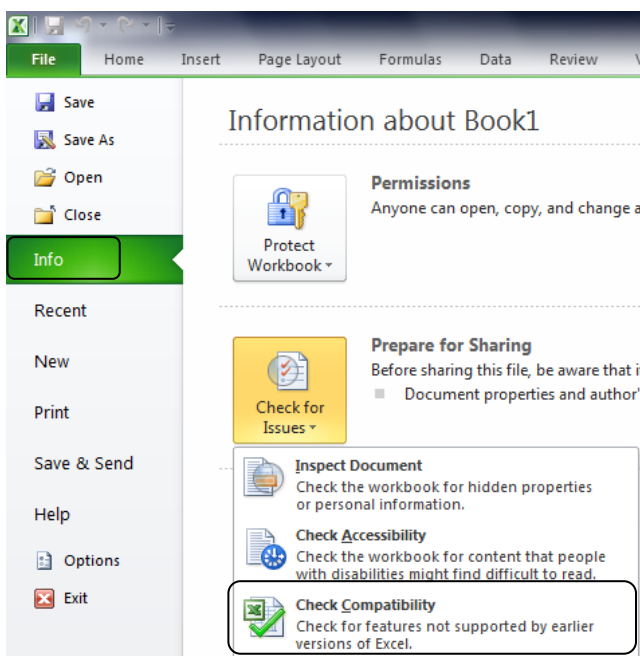 File Home Insert Page Layout Formulas Data Review
Save
Save As
Open
Close
Info
Recent
New
Print
Save & Send
Help
Options
Exit
Information about Book1
Protect
Workbook
Permissions
Anyone can open, copy, and change a
Check for
Issues
Prepare for Sharing
Before sharing this file, be aware that i
Document properties and author'
Inspect Document
Check the workbook for hidden properties
or personal information.
Check Accessibility
Check the workbook for content that people
with disabilities might find difficult to read.
Check Compatibility
Check for features not supported by earlier
versions of Excel.